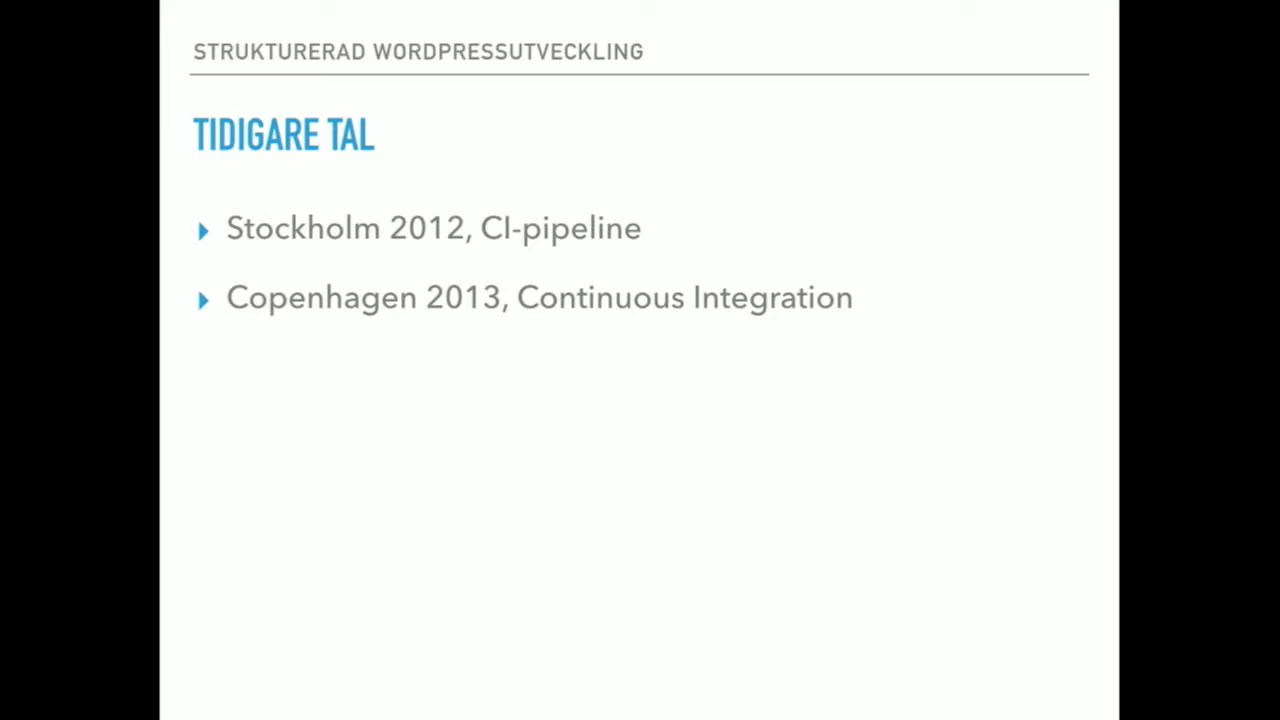 STRUKTURERAD WORDPRESSUTVECKLING
TIDIGARE TAL
Stockholm 2012, CI-pipeline
Copenhagen 2013, Continuous Integration